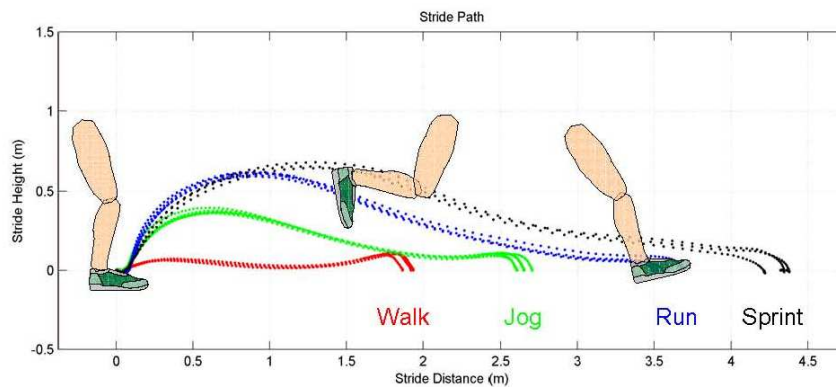 Stride Path
1.5
1
0.5
0
-0.5
Stride Height (m)
Walk
Jog
Run
Sprint
0
0.5
1
1.5
2
2.5
3
3.5
4
4.5
Stride Distance (m)